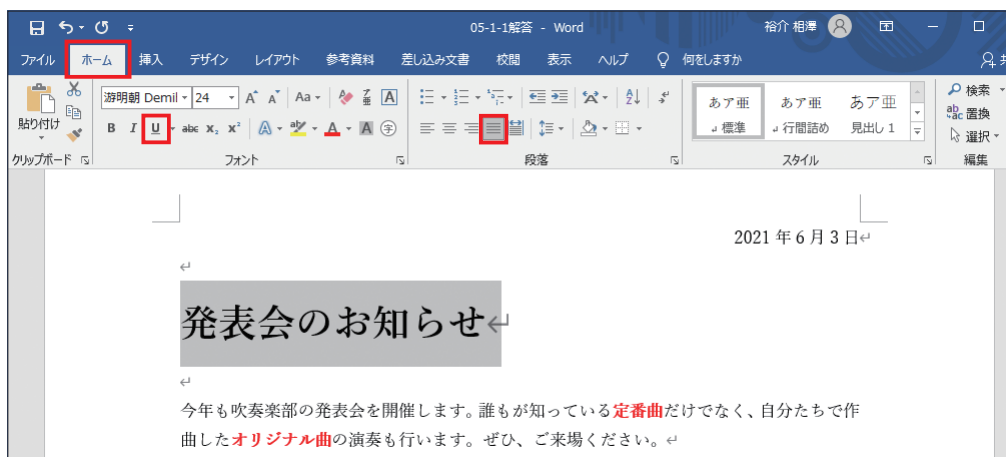 05-1-1解答 - Word
裕介 相澤
ファイル ホーム 挿入 デザイン レイアウト 参考資料 差し込み文書 校閲 表示 ヘルプ 何をしますか
貼り付け
クリップボード
游明朝 Demil 24 A A Aa A
B I U abc x₂ x² A A A 字
フォント
段落
あア亜 あア亜 あア亜
標準 行間詰め 見出し 1
スタイル
検索
置換
選択
編集
2021 年 6 月 3 日
発表会のお知らせ
今年も吹奏楽部の発表会を開催します。誰もが知っている定番曲だけでなく、自分たちで作
曲したオリジナル曲の演奏も行います。ぜひ、ご来場ください。